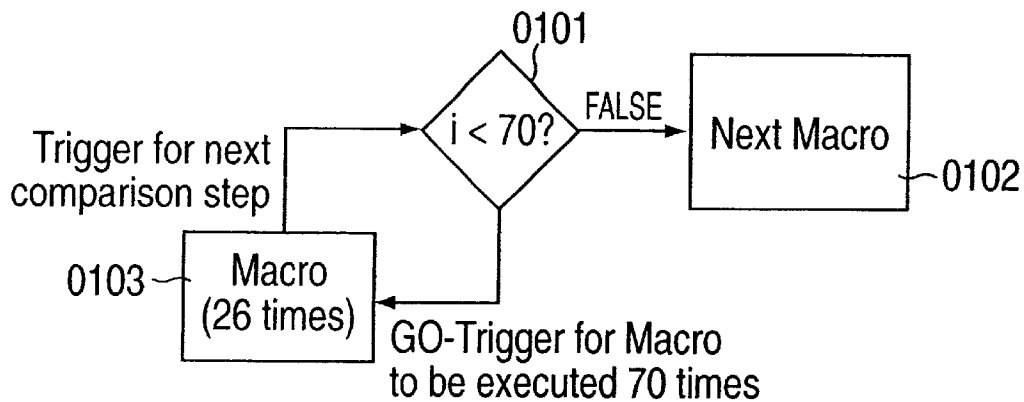 0101
i < 70?
FALSE
Next Macro
0102
Trigger for next
comparison step
0103
Macro
(26 times)
GO-Trigger for Macro
to be executed 70 times